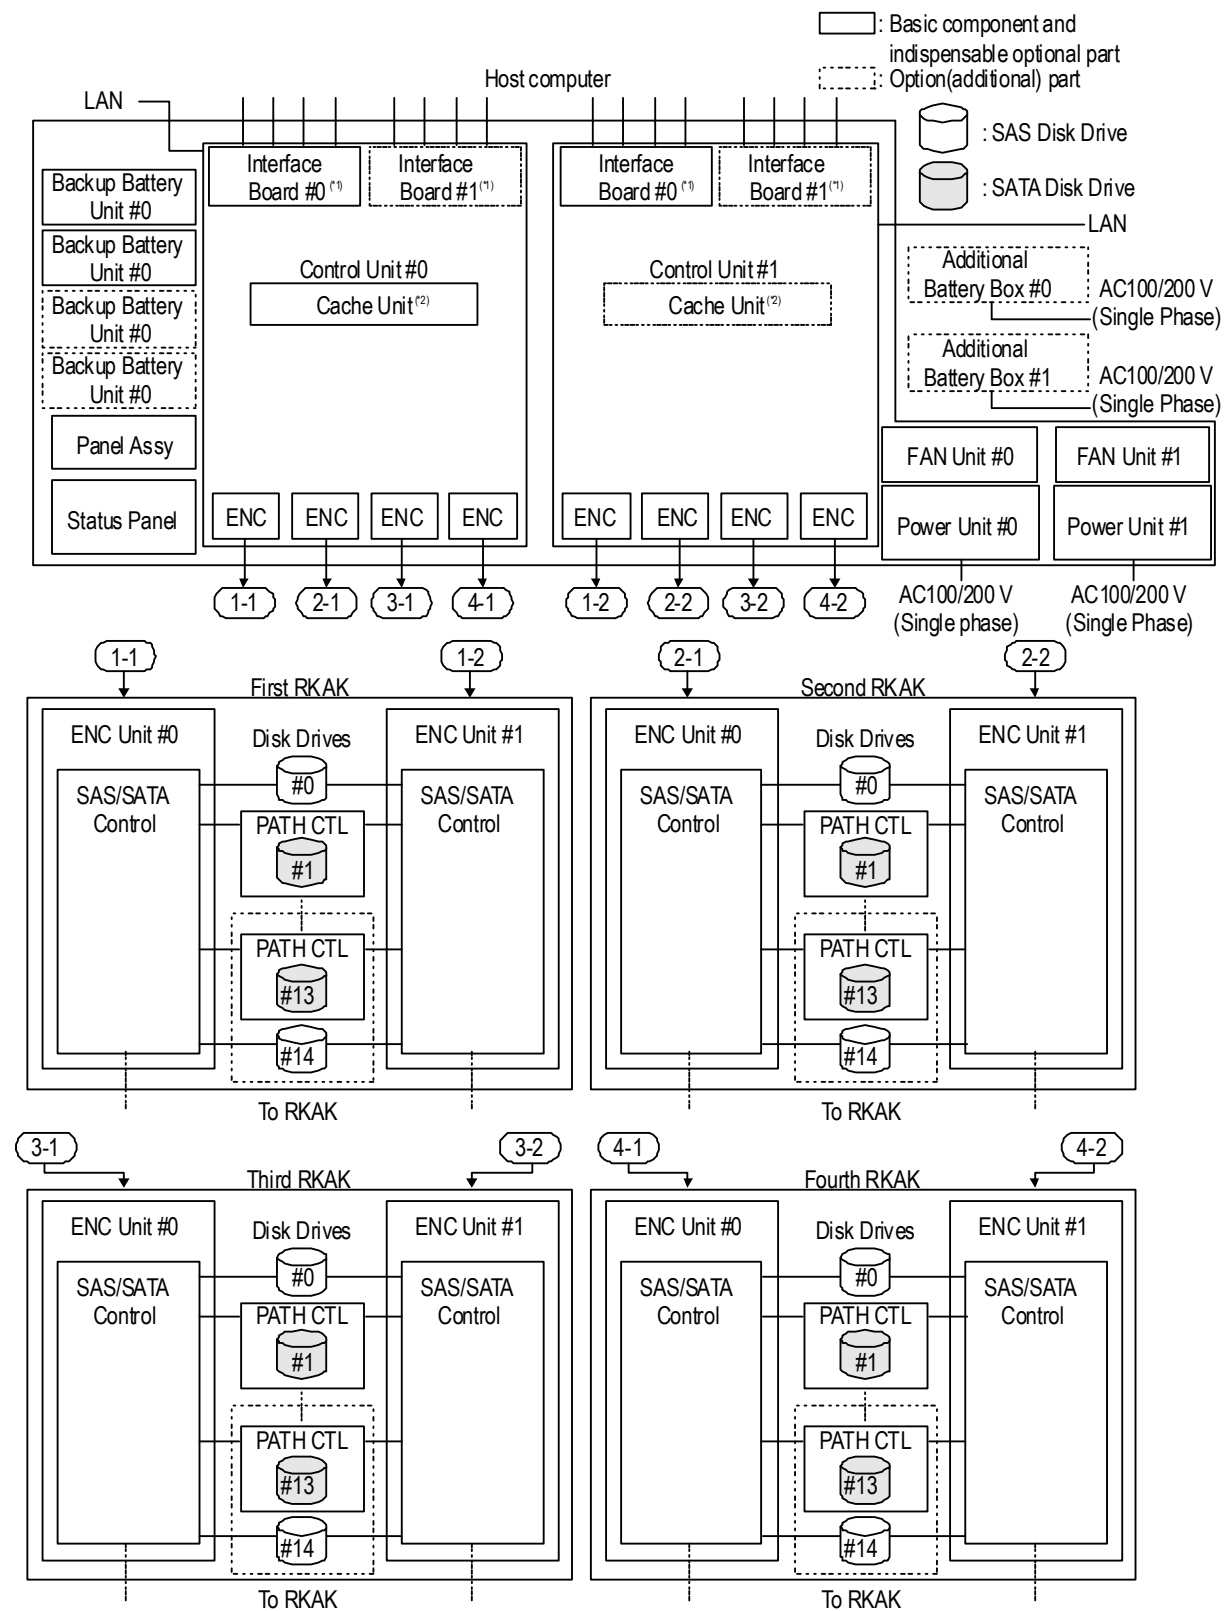 : Basic component and
indispensable optional part
: Option(additional) part
Host computer
LAN
: SAS Disk Drive
: SATA Disk Drive
LAN
Interface
Board #0 (*1)
Interface
Board #1 (*1)
Interface
Board #0 (*1)
Interface
Board #1 (*1)
Backup Battery
Unit #0
Backup Battery
Unit #0
Backup Battery
Unit #0
Backup Battery
Unit #0
Panel Assy
Status Panel
Control Unit #0
Cache Unit (*2)
Control Unit #1
Cache Unit (*2)
Additional
Battery Box #0
AC100/200 V
(Single Phase)
Additional
Battery Box #1
AC100/200 V
(Single Phase)
FAN Unit #0
FAN Unit #1
Power Unit #0
Power Unit #1
ENC
ENC
ENC
ENC
ENC
ENC
ENC
ENC
1-1
2-1
3-1
4-1
1-2
2-2
3-2
4-2
AC100/200 V
(Single phase)
AC100/200 V
(Single Phase)
1-1
1-2
First RKAK
ENC Unit #0
Disk Drives
ENC Unit #1
SAS/SATA
Control
#0
SAS/SATA
Control
PATH CTL
#1
PATH CTL
#13
#14
To RKAK
2-1
2-2
Second RKAK
ENC Unit #0
Disk Drives
ENC Unit #1
SAS/SATA
Control
#0
SAS/SATA
Control
PATH CTL
#1
PATH CTL
#13
#14
To RKAK
3-1
3-2
Third RKAK
ENC Unit #0
Disk Drives
ENC Unit #1
SAS/SATA
Control
#0
SAS/SATA
Control
PATH CTL
#1
PATH CTL
#13
#14
To RKAK
4-1
4-2
Fourth RKAK
ENC Unit #0
Disk Drives
ENC Unit #1
SAS/SATA
Control
#0
SAS/SATA
Control
PATH CTL
#1
PATH CTL
#13
#14
To RKAK